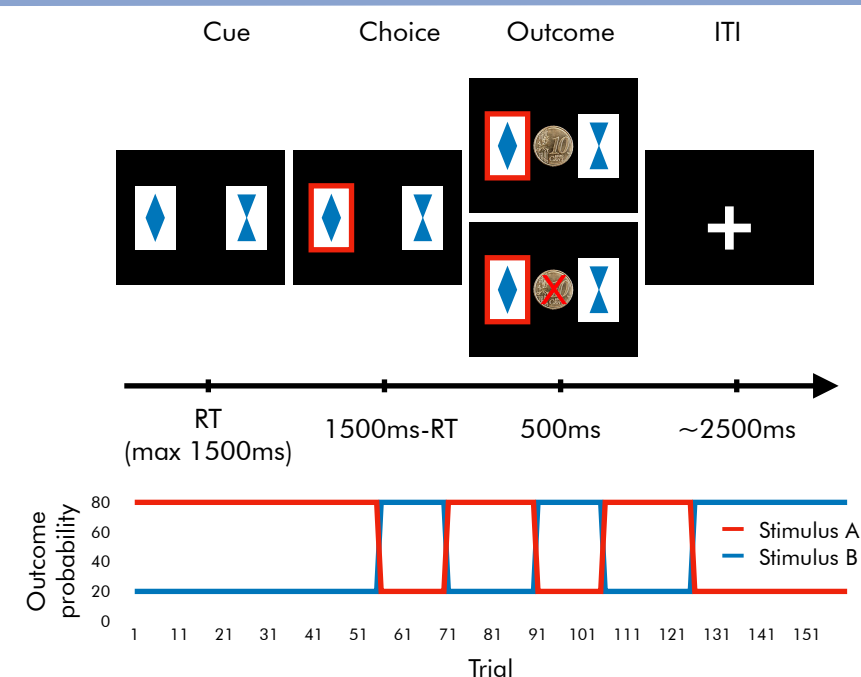 Cue Choice Outcome ITI
10
RT
(max 1500ms)
1500ms-RT
500ms
~2500ms
Outcome
probability
80
60
40
20
0
Stimulus A
Stimulus B
1 11 21 31 41 51 61 71 81 91 101 111 121 131 141 151
Trial